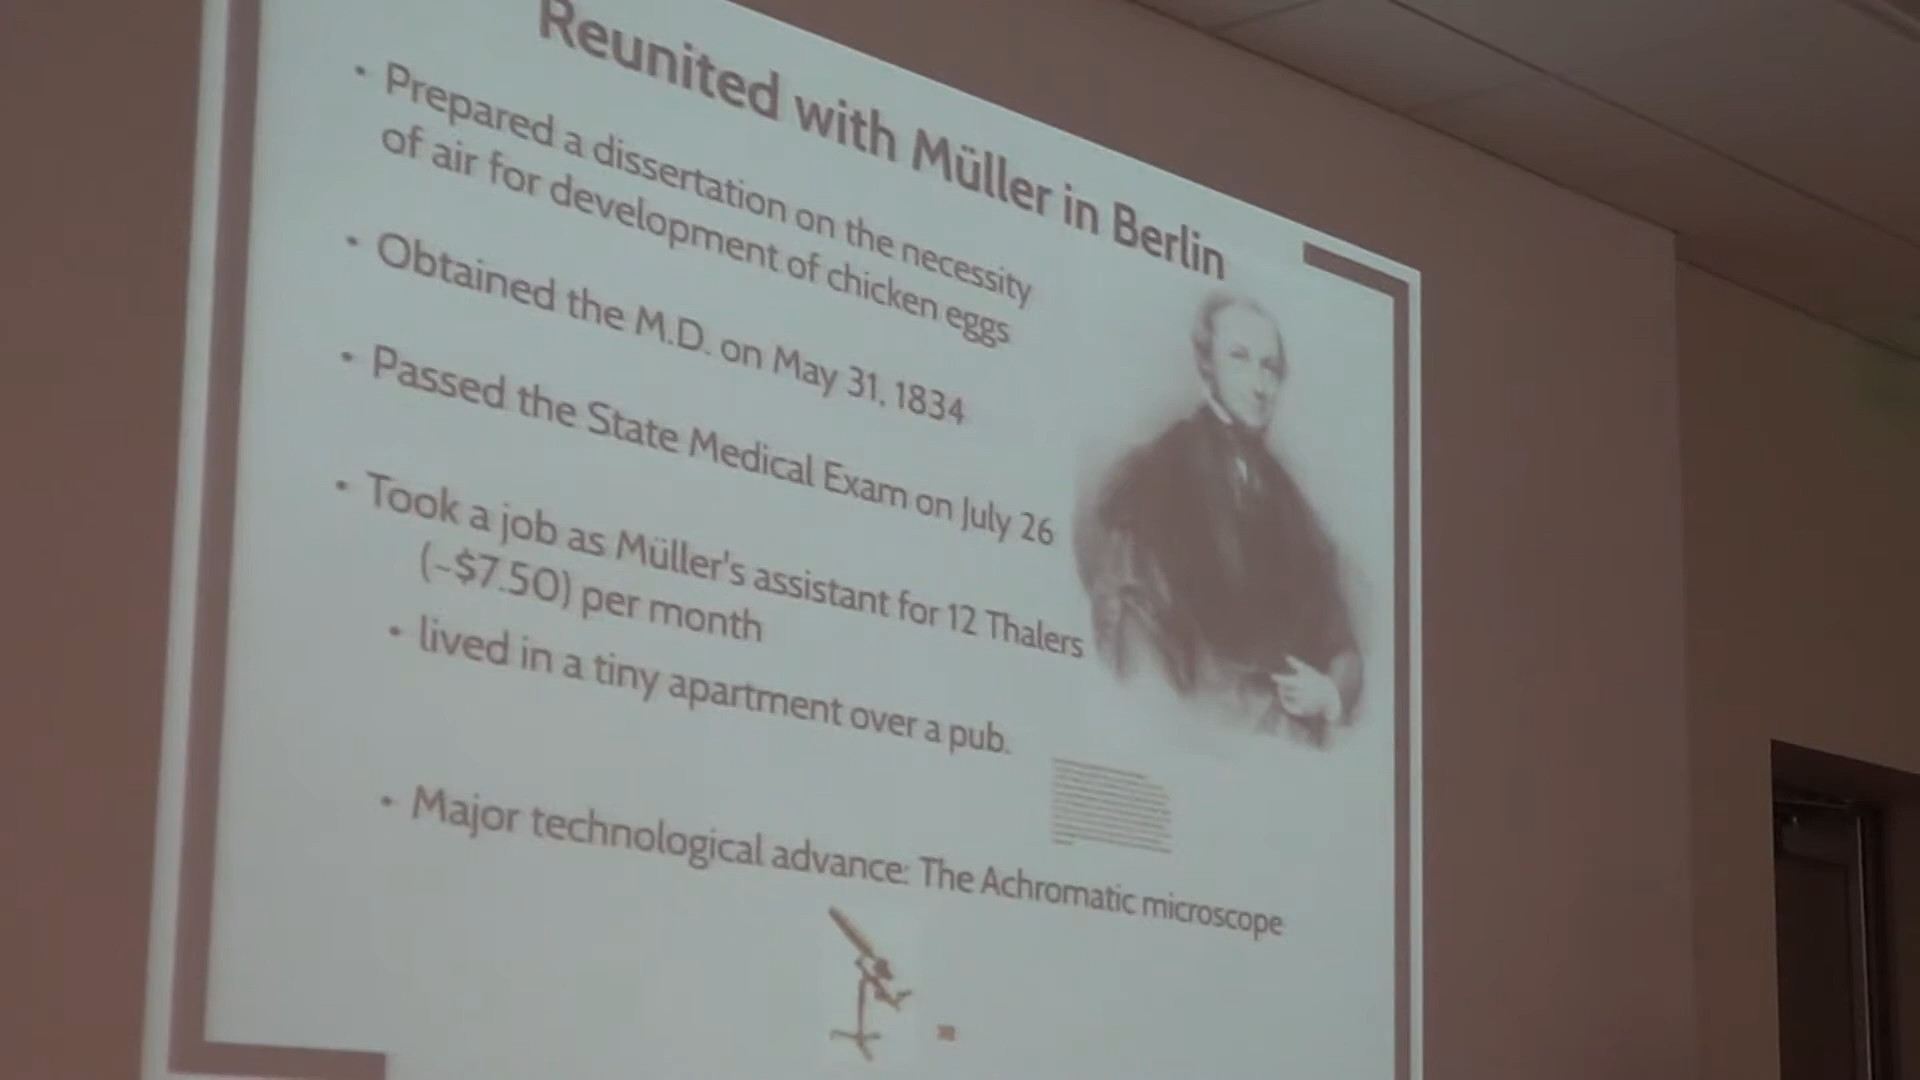 Reunited with Müller in Berlin
• Prepared a dissertation on the necessity
of air for development of chicken eggs
• Obtained the M.D. on May 31, 1834
• Passed the State Medical Exam on July 26
• Took a job as Müller's assistant for 12 Thalers
(~$7.50) per month
• lived in a tiny apartment over a pub.
• Major technological advance: The Achromatic microscope